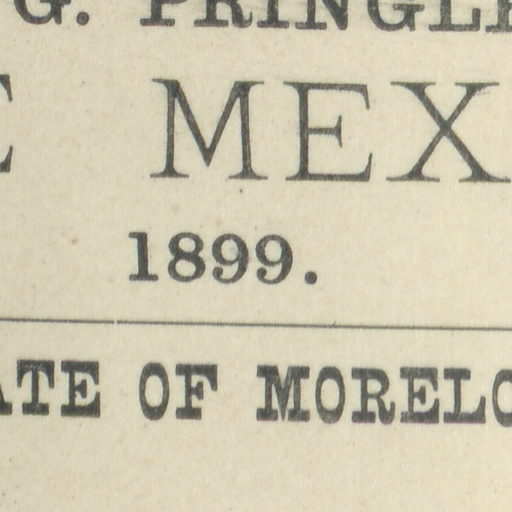 G. PRINGLE
E MEX
1899.
ATE OF MORELO